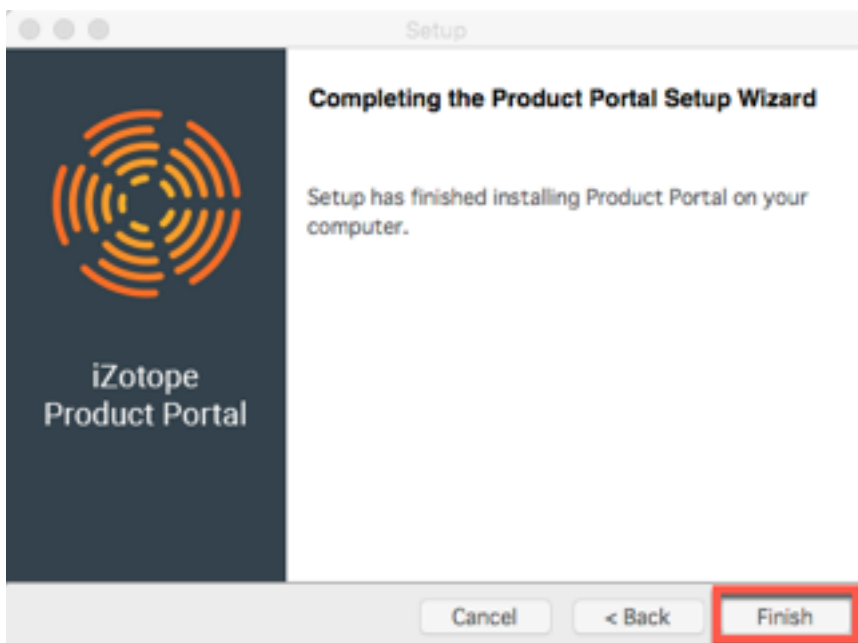 Setup
Completing the Product Portal Setup Wizard
Setup has finished installing Product Portal on your
computer.
iZotope
Product Portal
Cancel
< Back
Finish